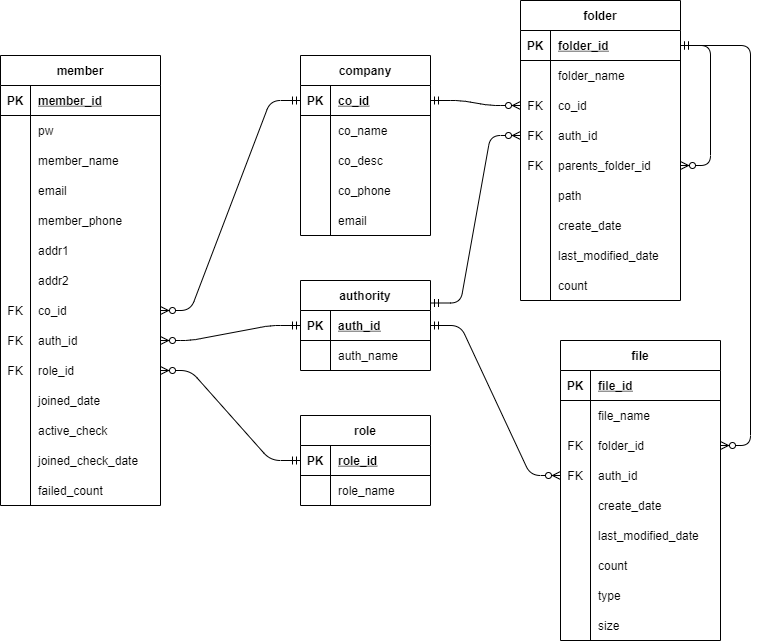 member
PK member_id
pw
member_name
email
member_phone
addr1
addr2
FK co_id
FK auth_id
FK role_id
joined_date
active_check
joined_check_date
failed_count
company
PK co_id
co_name
co_desc
co_phone
email
authority
PK auth_id
auth_name
role
PK role_id
role_name
folder
PK folder_id
folder_name
FK co_id
FK auth_id
FK parents_folder_id
path
create_date
last_modified_date
count
file
PK file_id
file_name
FK folder_id
FK auth_id
create_date
last_modified_date
count
type
size